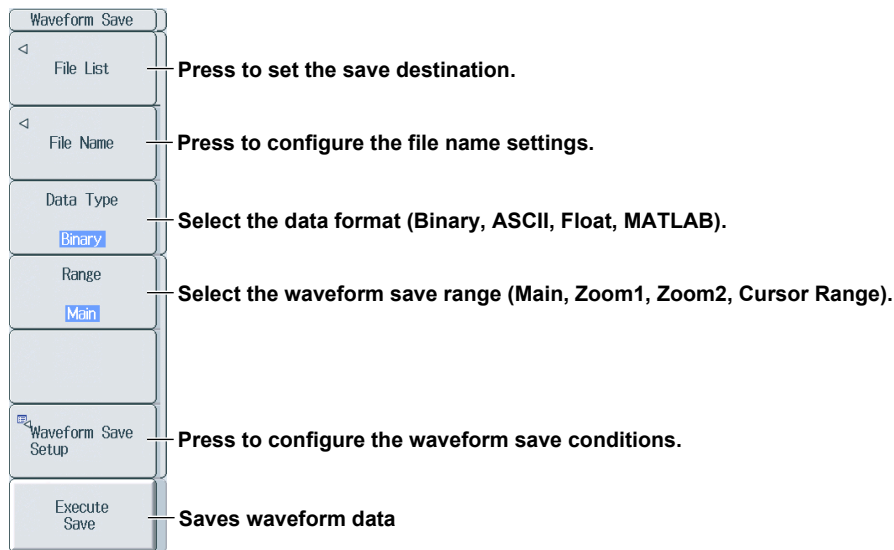 Waveform Save
File List
Press to set the save destination.
File Name
Press to configure the file name settings.
Data Type
Binary
Select the data format (Binary, ASCII, Float, MATLAB).
Range
Main
Select the waveform save range (Main, Zoom1, Zoom2, Cursor Range).
Waveform Save
Setup
Press to configure the waveform save conditions.
Execute
Save
Saves waveform data